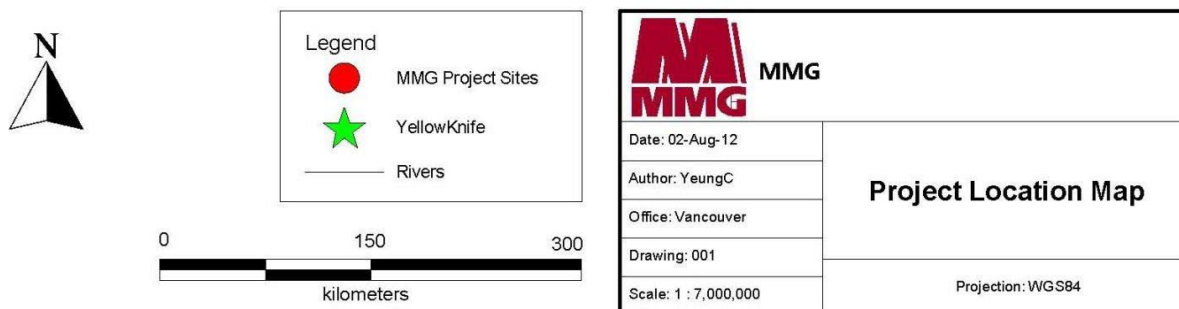 N
Legend
MMG Project Sites
YellowKnife
Rivers
0 150 300
kilometers
MMG
MMG
Date: 02-Aug-12
Author: YeungC
Office: Vancouver
Drawing: 001
Scale: 1 : 7,000,000
Project Location Map
Projection: WGS84